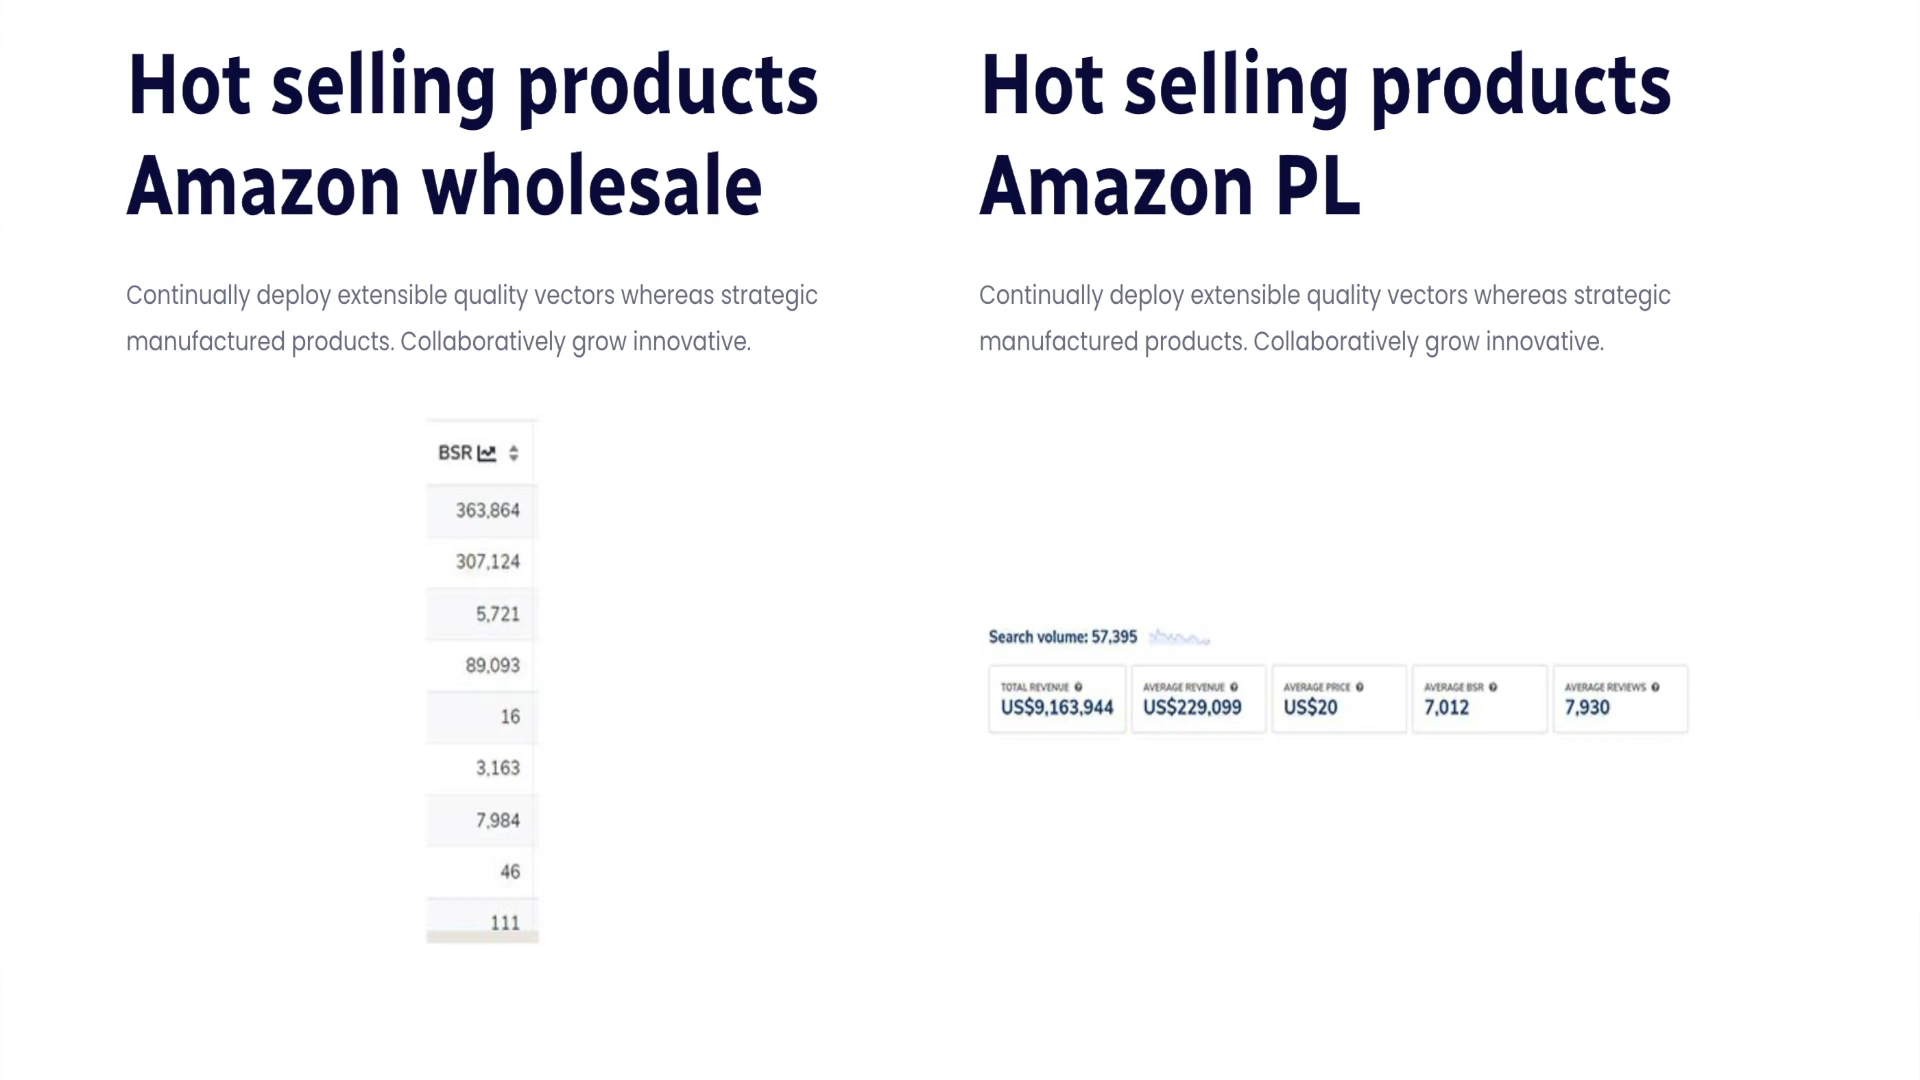 Hot selling products
Amazon wholesale
Continually deploy extensible quality vectors whereas strategic
manufactured products. Collaboratively grow innovative.
BSR
363,864
307,124
5,721
89,093
16
3,163
7,984
46
111
Hot selling products
Amazon PL
Continually deploy extensible quality vectors whereas strategic
manufactured products. Collaboratively grow innovative.
Search volume: 57,395
TOTAL REVENUE
US$9,163,944
AVERAGE REVENUE
US$229,099
AVERAGE PRICE
US$20
AVERAGE BSR
7,012
AVERAGE REVIEWS
7,930